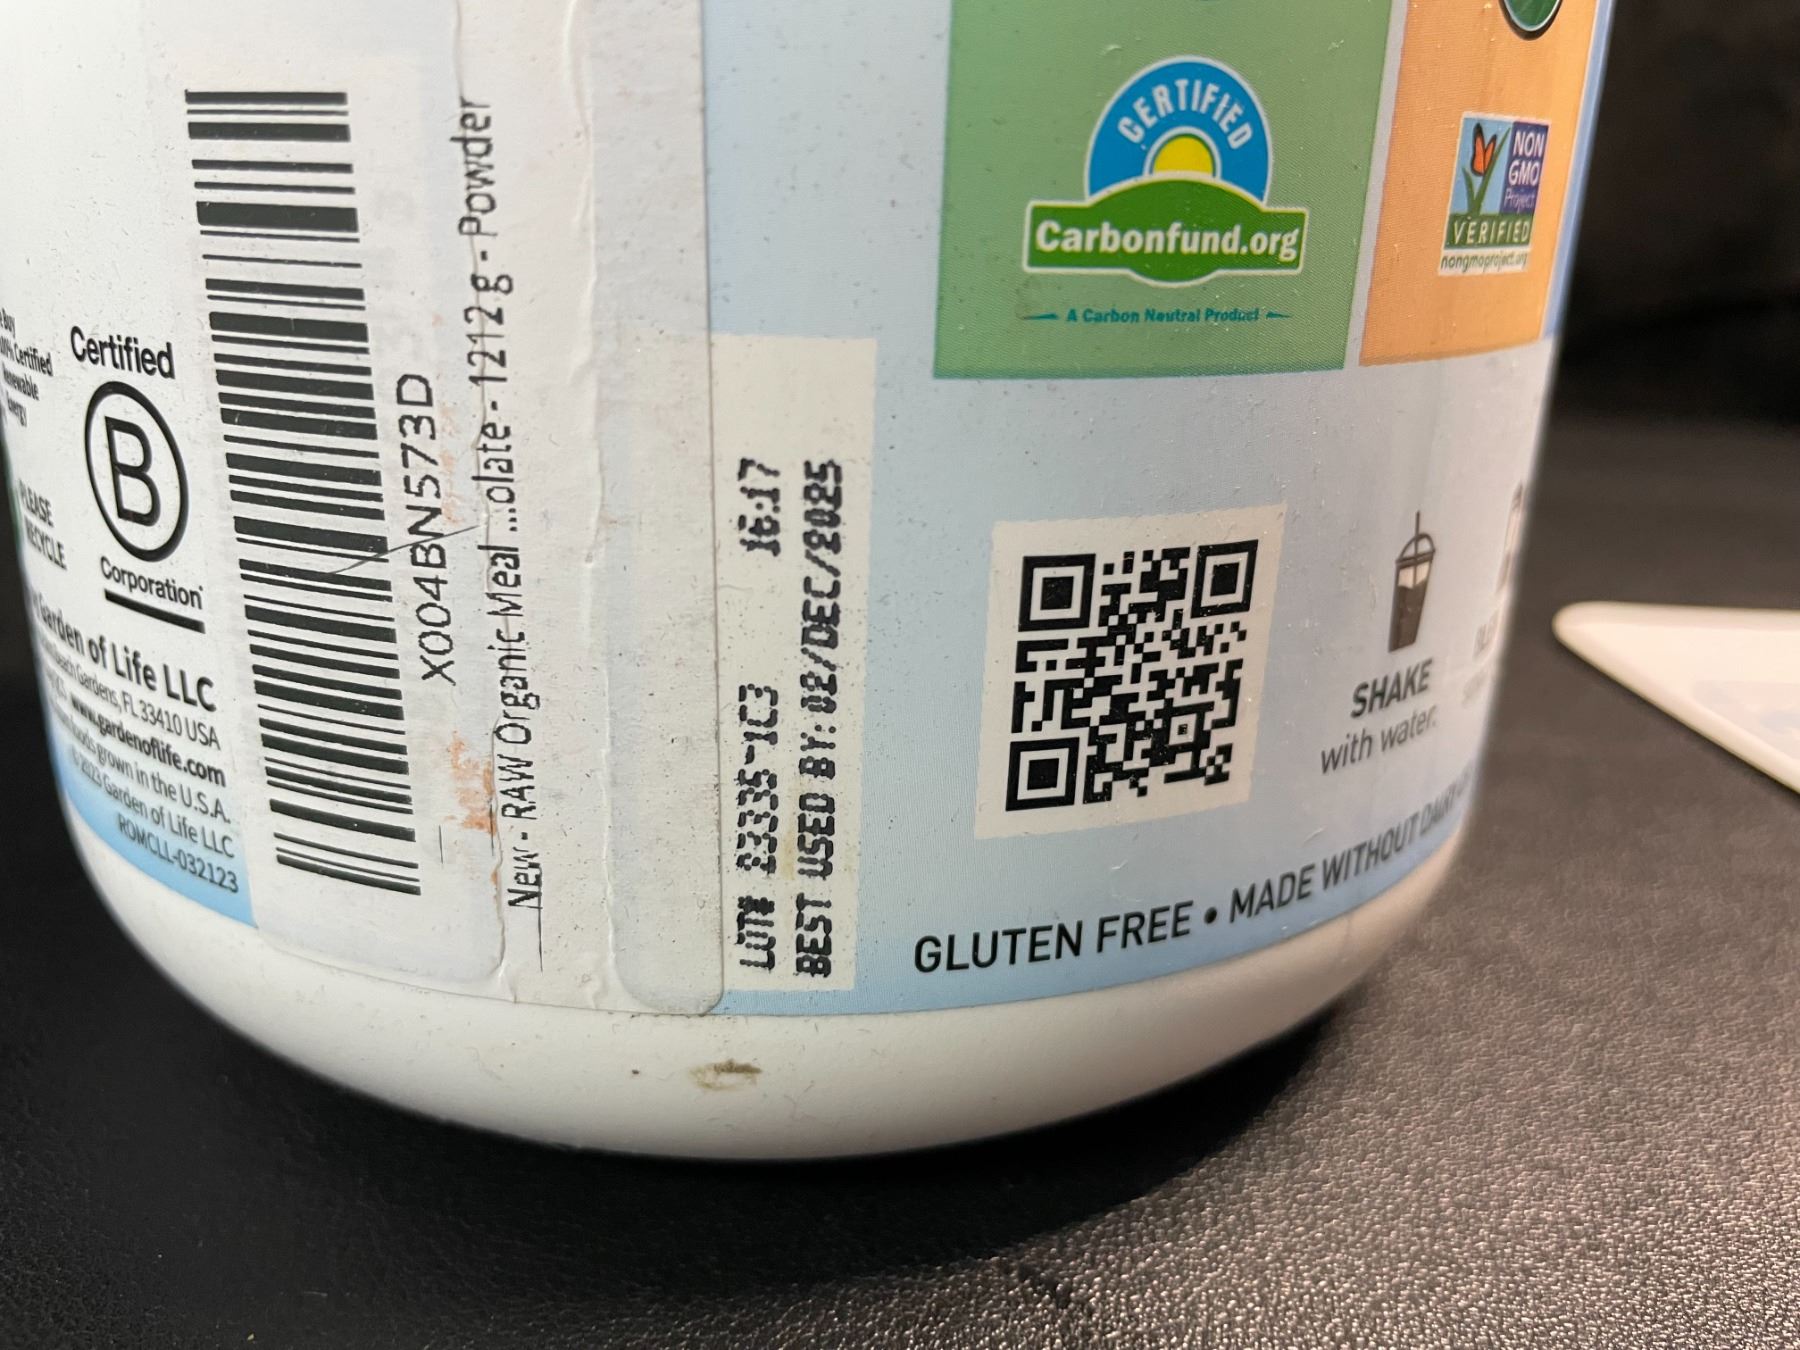 Certified
B
Corporation
PLEASE
RECYCLE
Garden of Life LLC
Gardens, FL 33410 USA
www.gardenoflife.com
grown in the U.S.A.
©2023 Garden of Life LLC
ROMCLL-032123
X004BN573D
New - RAW Organic Meal ...olate - 1212 g - Powder
LOT# 23335-1C3 16:17
BEST USED BY: 02/DEC/2025
CERTIFIED
Carbonfund.org
A Carbon Neutral Product
NON
GMO
Project
VERIFIED
nongmoproject.org
SHAKE
with water.
GLUTEN FREE • MADE WITHOUT DAIRY